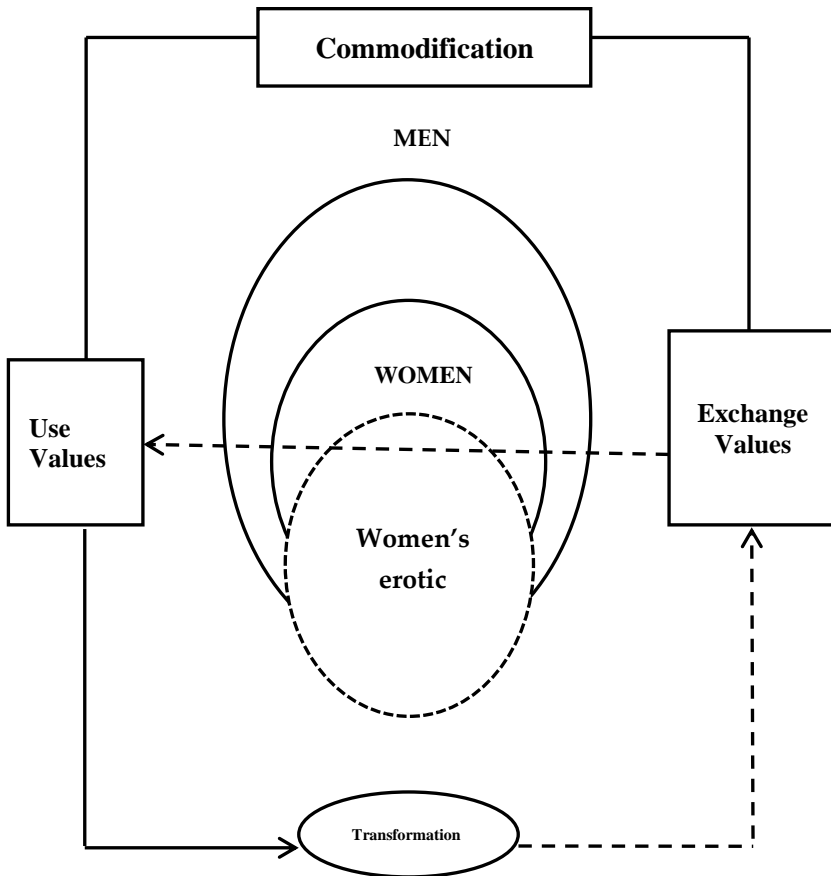 Commodification
MEN
WOMEN
Use
Values
Exchange
Values
Women's
erotic
Transformation